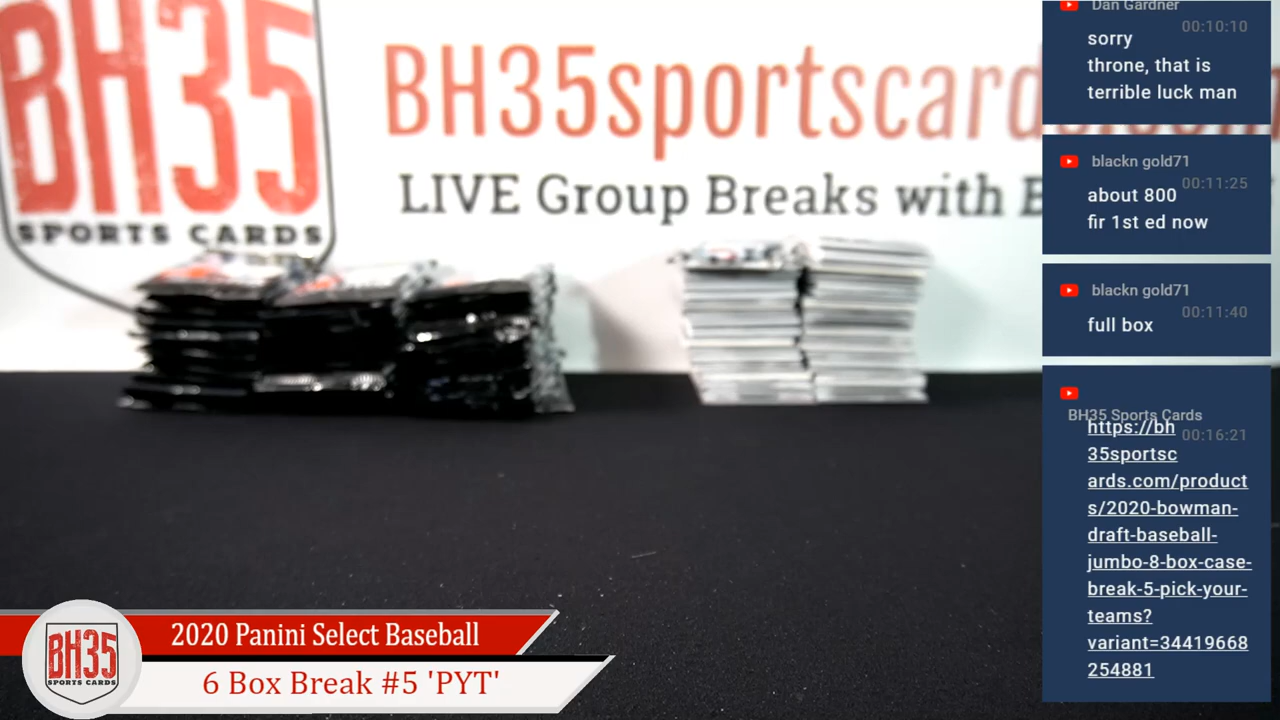 BH35
SPORTS CARDS
BH35sportscard
LIVE Group Breaks with
Dan Gardner
00:10:10
sorry
throne, that is
terrible luck man
blackn gold71
00:11:25
about 800
fir 1st ed now
blackn gold71
00:11:40
full box
BH35 Sports Cards
00:16:21
https://bh
35sportsc
ards.com/product
s/2020-bowman-
draft-baseball-
jumbo-8-box-case-
break-5-pick-your-
teams?
variant=34419668
254881
2020 Panini Select Baseball
6 Box Break #5 'PYT'
BH35
SPORTS CARDS